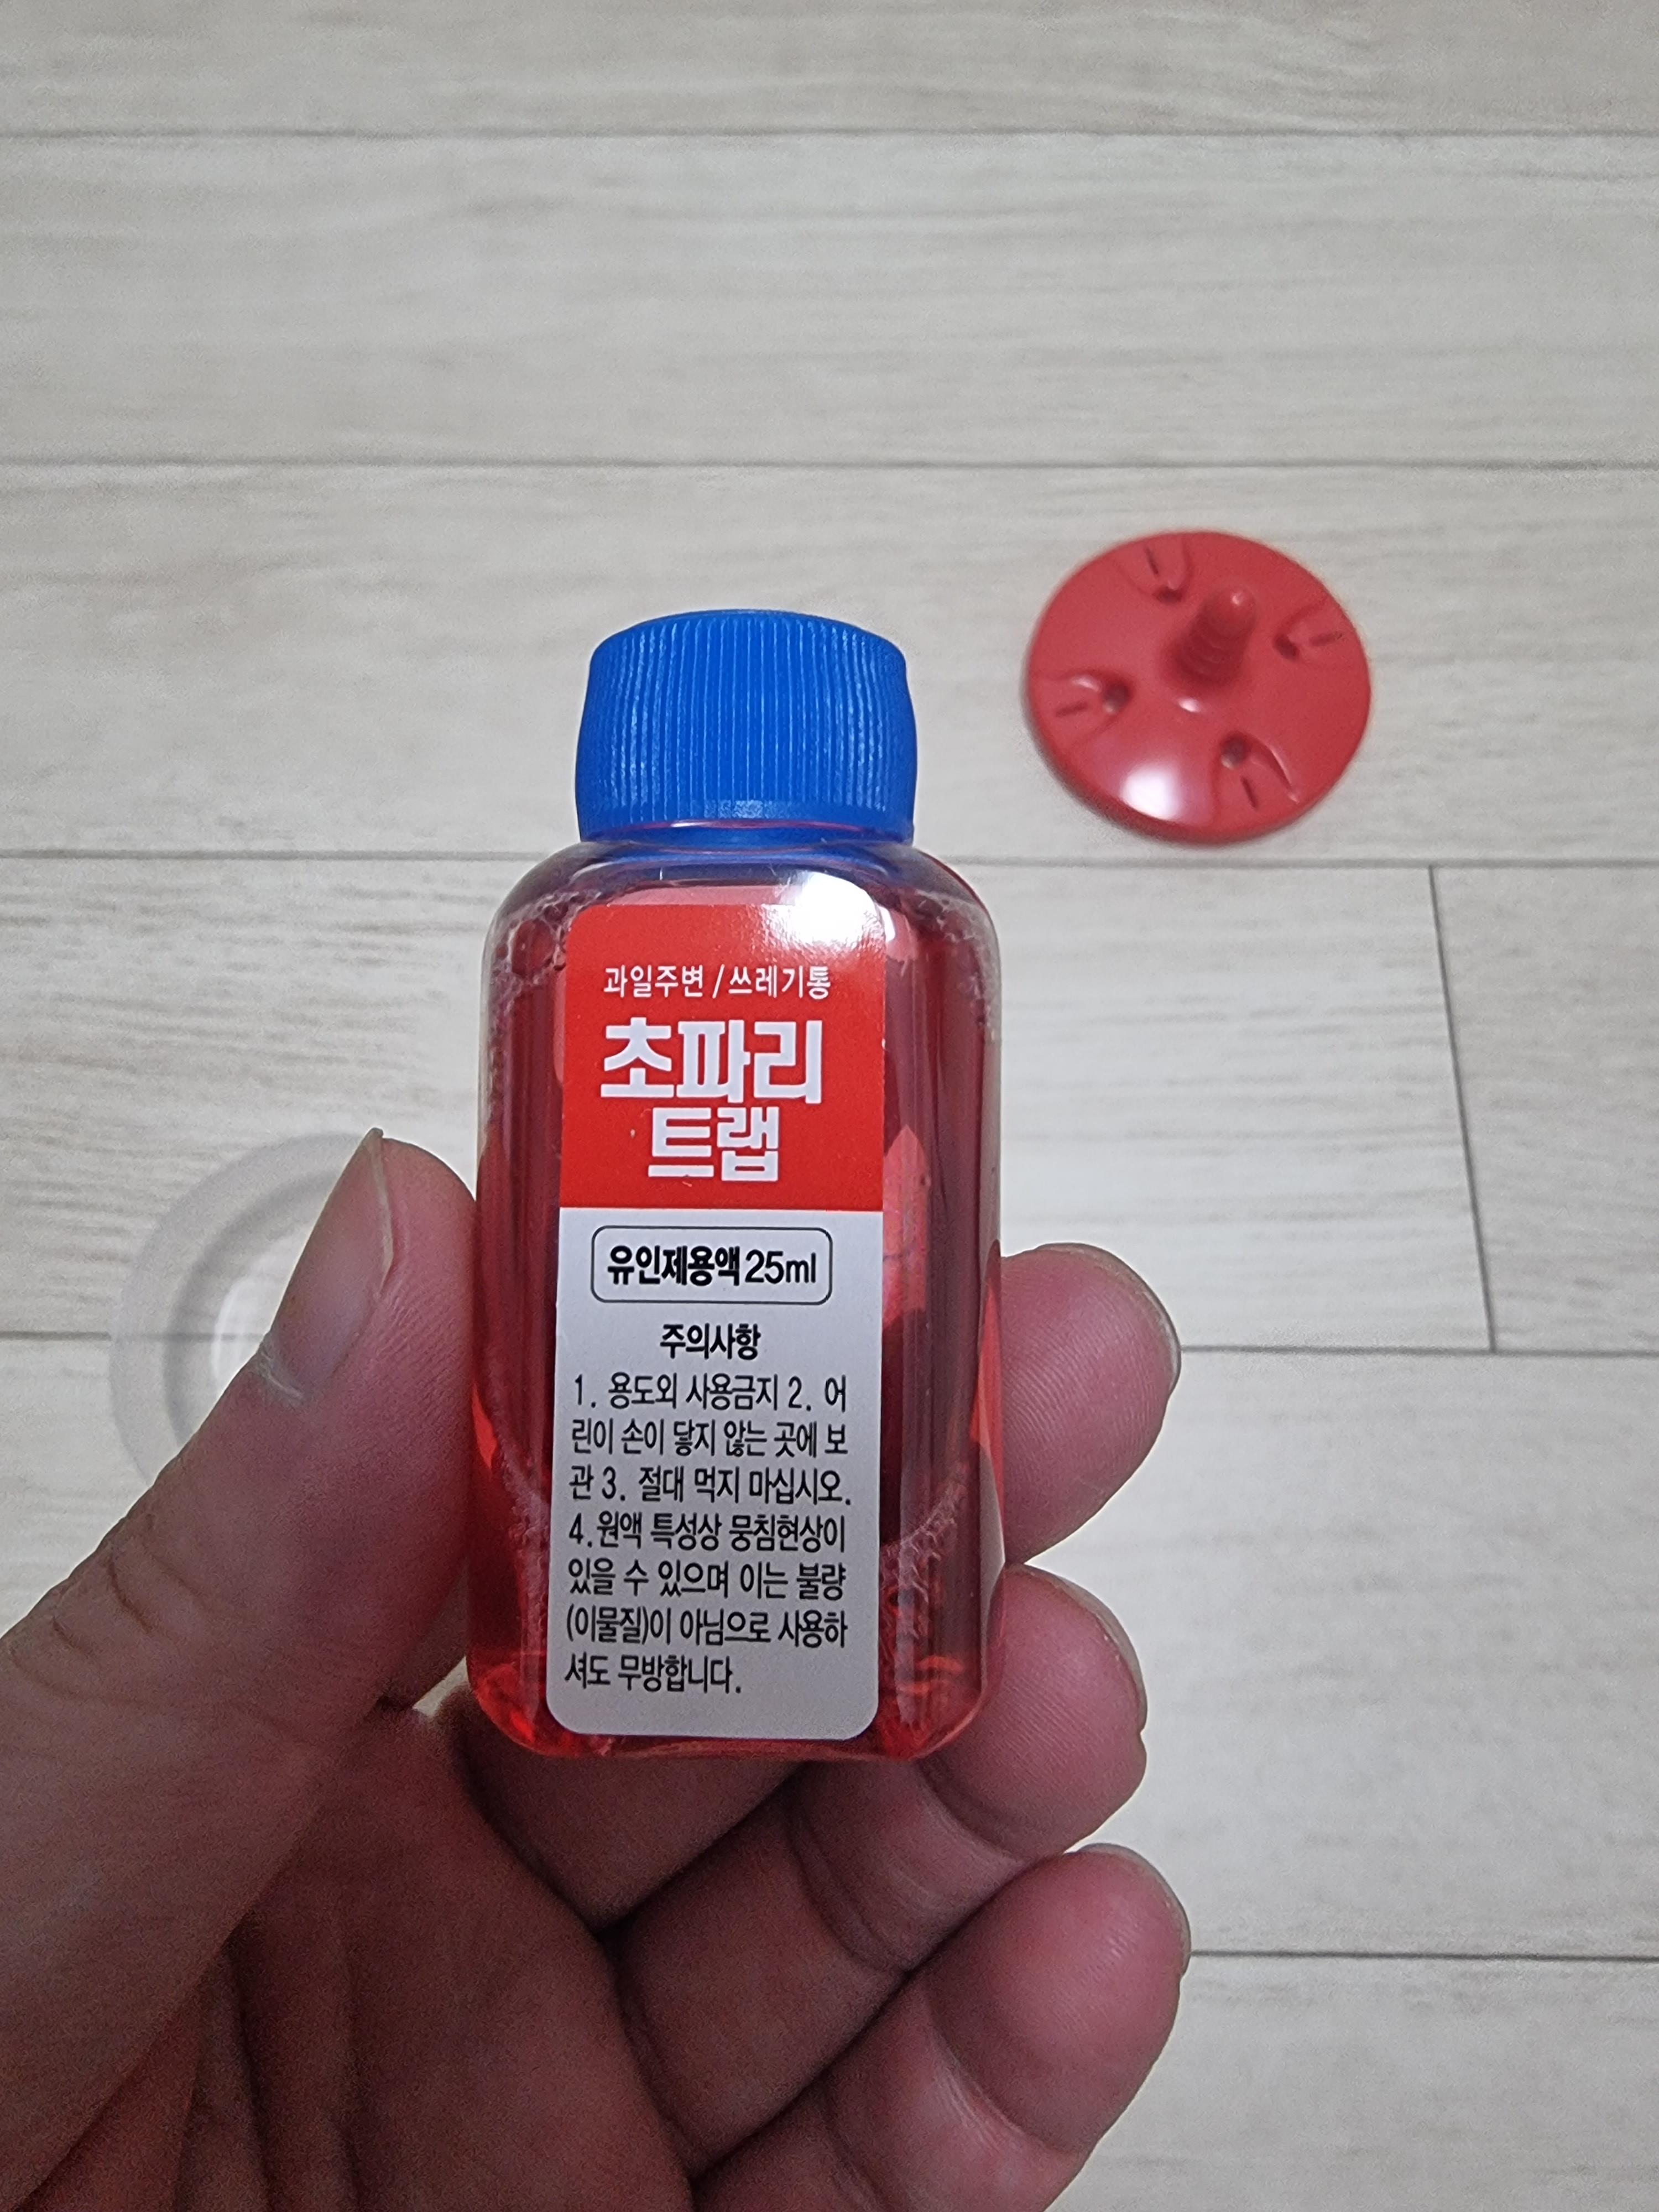 과일주변 / 쓰레기통
초파리
트랩
유인제용액 25ml
주의사항
1. 용도외 사용금지 2. 어
린이 손이 닿지 않는 곳에 보
관 3. 절대 먹지 마십시오.
4. 원액 특성상 뭉침현상이
있을 수 있으며 이는 불량
(이물질)이 아님으로 사용하
셔도 무방합니다.